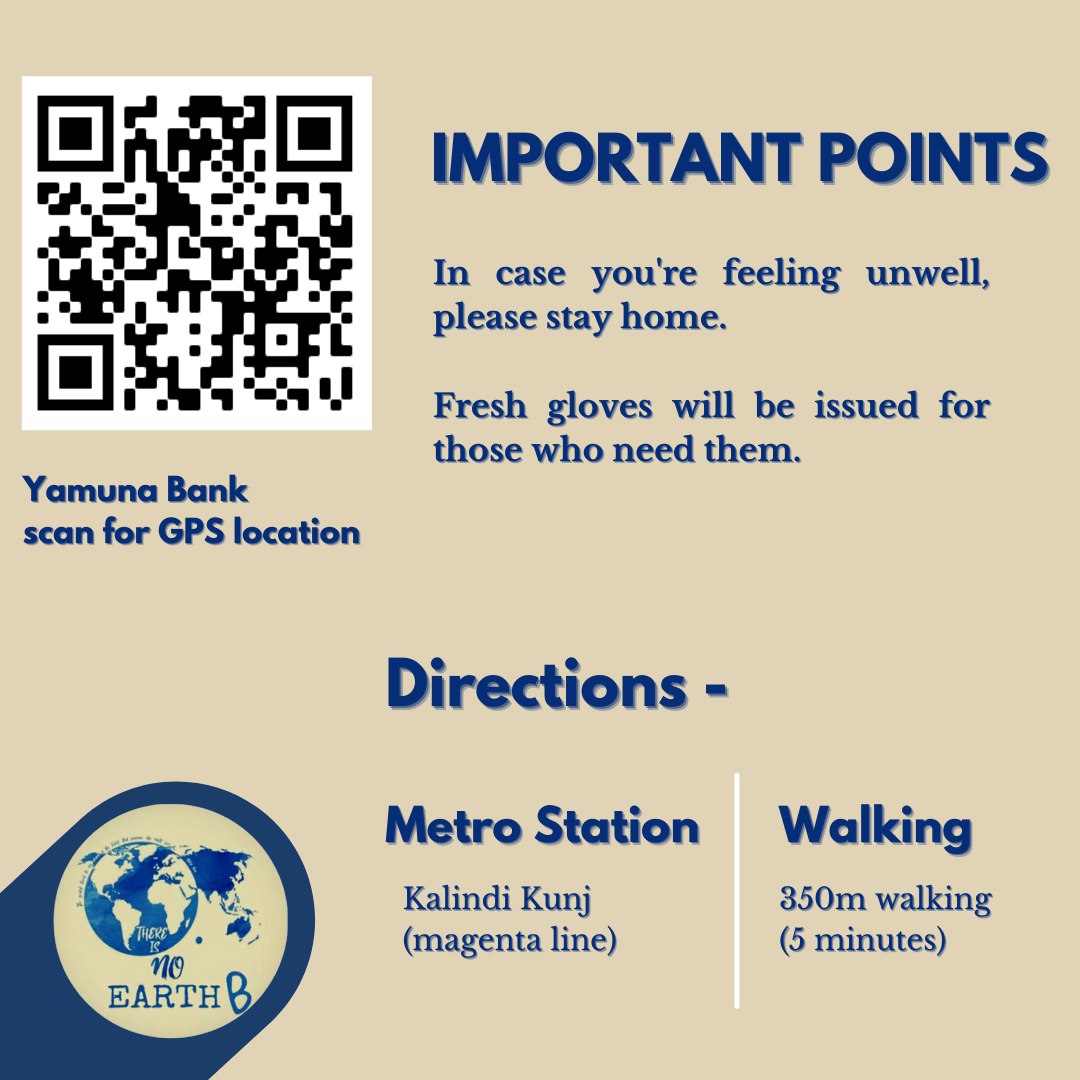 IMPORTANT POINTS
In case you're feeling unwell,
please stay home.
Fresh gloves will be issued for
those who need them.
Yamuna Bank
scan for GPS location
Directions -
Metro Station
Kalindi Kunj
(magenta line)
Walking
350m walking
(5 minutes)
THERE
IS
NO
EARTH B